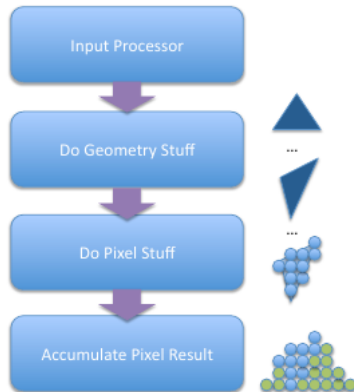 Input Processor
...
Do Geometry Stuff
...
Do Pixel Stuff
Accumulate Pixel Result